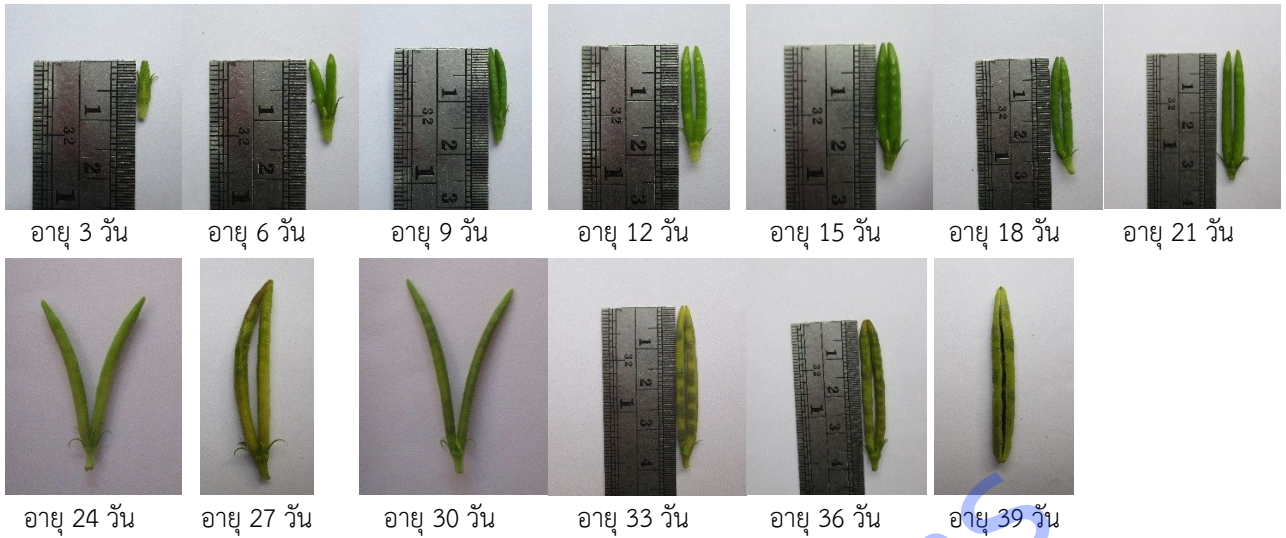 อายุ 3 วัน อายุ 6 วัน อายุ 9 วัน อายุ 12 วัน อายุ 15 วัน อายุ 18 วัน อายุ 21 วัน
อายุ 24 วัน อายุ 27 วัน อายุ 30 วัน อายุ 33 วัน อายุ 36 วัน อายุ 39 วัน